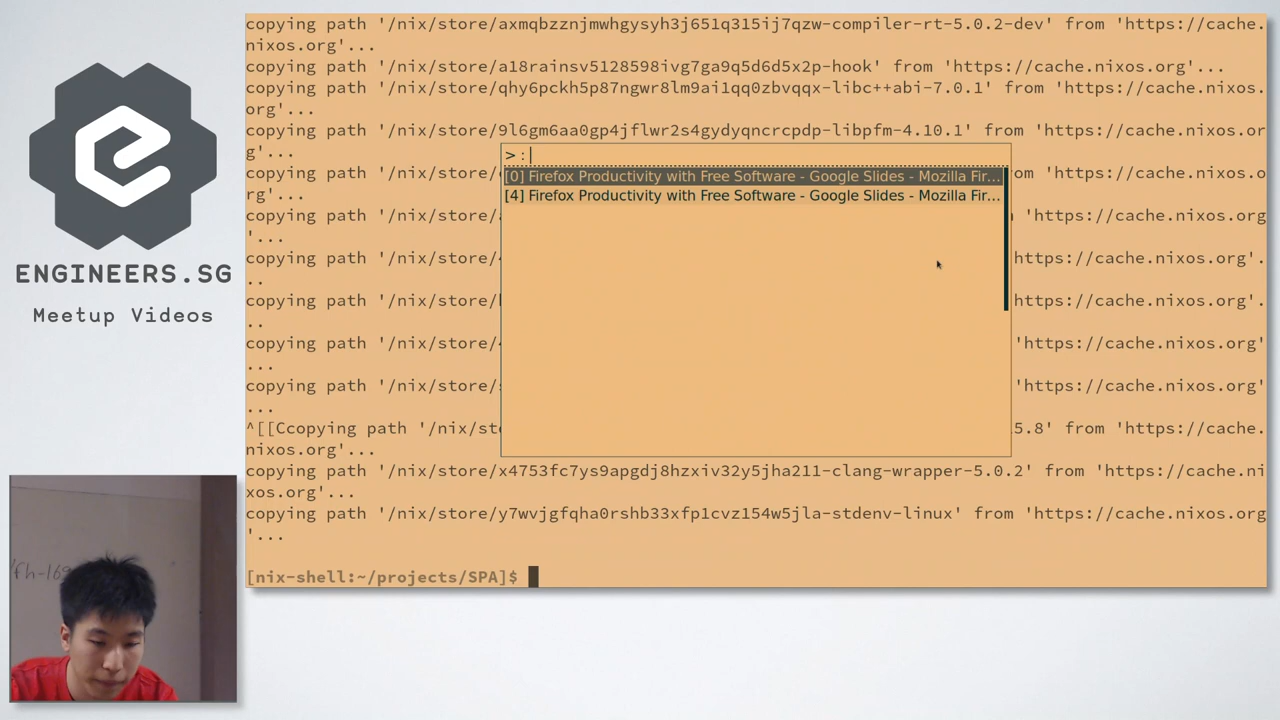 copying path '/nix/store/axmqbzznjmwhgysyh3j651q315ij7qzw-compiler-rt-5.0.2-dev' from 'https://cache.
nixos.org'...
copying path '/nix/store/a18rainsv5128598ivg7ga9q5d6d5x2p-hook' from 'https://cache.nixos.org'...
copying path '/nix/store/qhy6pckh5p87ngwr8lm9ai1qq0zbvqqx-libc++abi-7.0.1' from 'https://cache.nixos.
org'...
copying path '/nix/store/9l6gm6aa0gp4jflwr2s4gydyqncrcpdp-libpfm-4.10.1' from 'https://cache.nixos.or
g'...
copying path '/nix/store/ om 'https://cache.nixos.o
rg'...
copying path '/nix/store/ 'https://cache.nixos.org
'...
copying path '/nix/store/ https://cache.nixos.org'.
..
copying path '/nix/store/ https://cache.nixos.org'.
..
copying path '/nix/store/ 'https://cache.nixos.org'
...
copying path '/nix/store/ 'https://cache.nixos.org'
...
^[[Ccopying path '/nix/st 5.8' from 'https://cache.
nixos.org'...
copying path '/nix/store/x4753fc7ys9apgdj8hzxiv32y5jha211-clang-wrapper-5.0.2' from 'https://cache.ni
xos.org'...
copying path '/nix/store/y7wvjgfqha0rshb33xfp1cvz154w5jla-stdenv-linux' from 'https://cache.nixos.org
'...
[nix-shell:~/projects/SPA]$
> :
[0] Firefox Productivity with Free Software - Google Slides - Mozilla Fir...
[4] Firefox Productivity with Free Software - Google Slides - Mozilla Fir...
ENGINEERS.SG
Meetup Videos